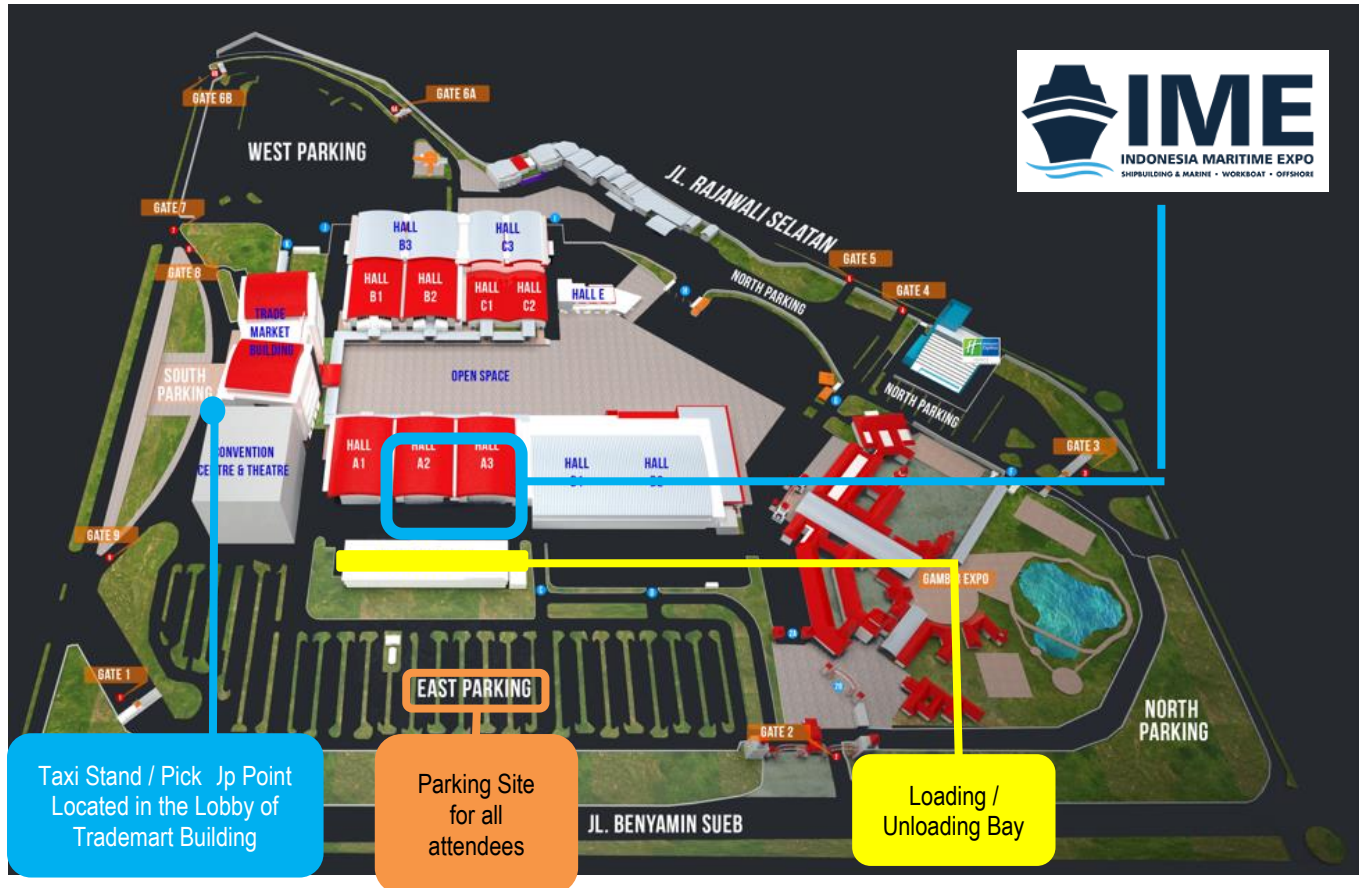 GATE 6B
GATE 6A
WEST PARKING
IME
INDONESIA MARITIME EXPO
SHIPBUILDING & MARINE • WORKBOAT • OFFSHORE
JL. RAJAWALI SELATAN
GATE 7
GATE 8
HALL
B3
HALL
C3
HALL
B1
HALL
B2
HALL
C1
HALL
C2
HALL E
NORTH PARKING
GATE 5
GATE 4
TRADE
MARKET
BUILDING
SOUTH
PARKING
OPEN SPACE
NORTH PARKING
CONVENTION
CENTRE & THEATRE
HALL
A1
HALL
A2
HALL
A3
HALL
HALL
GATE 3
GATE 9
EXPO
GATE 1
EAST PARKING
2A
GATE 2
NORTH
PARKING
Taxi Stand / Pick Jp Point
Located in the Lobby of
Trademart Building
Parking Site
for all
attendees
Loading /
Unloading Bay
JL. BENYAMIN SUEB